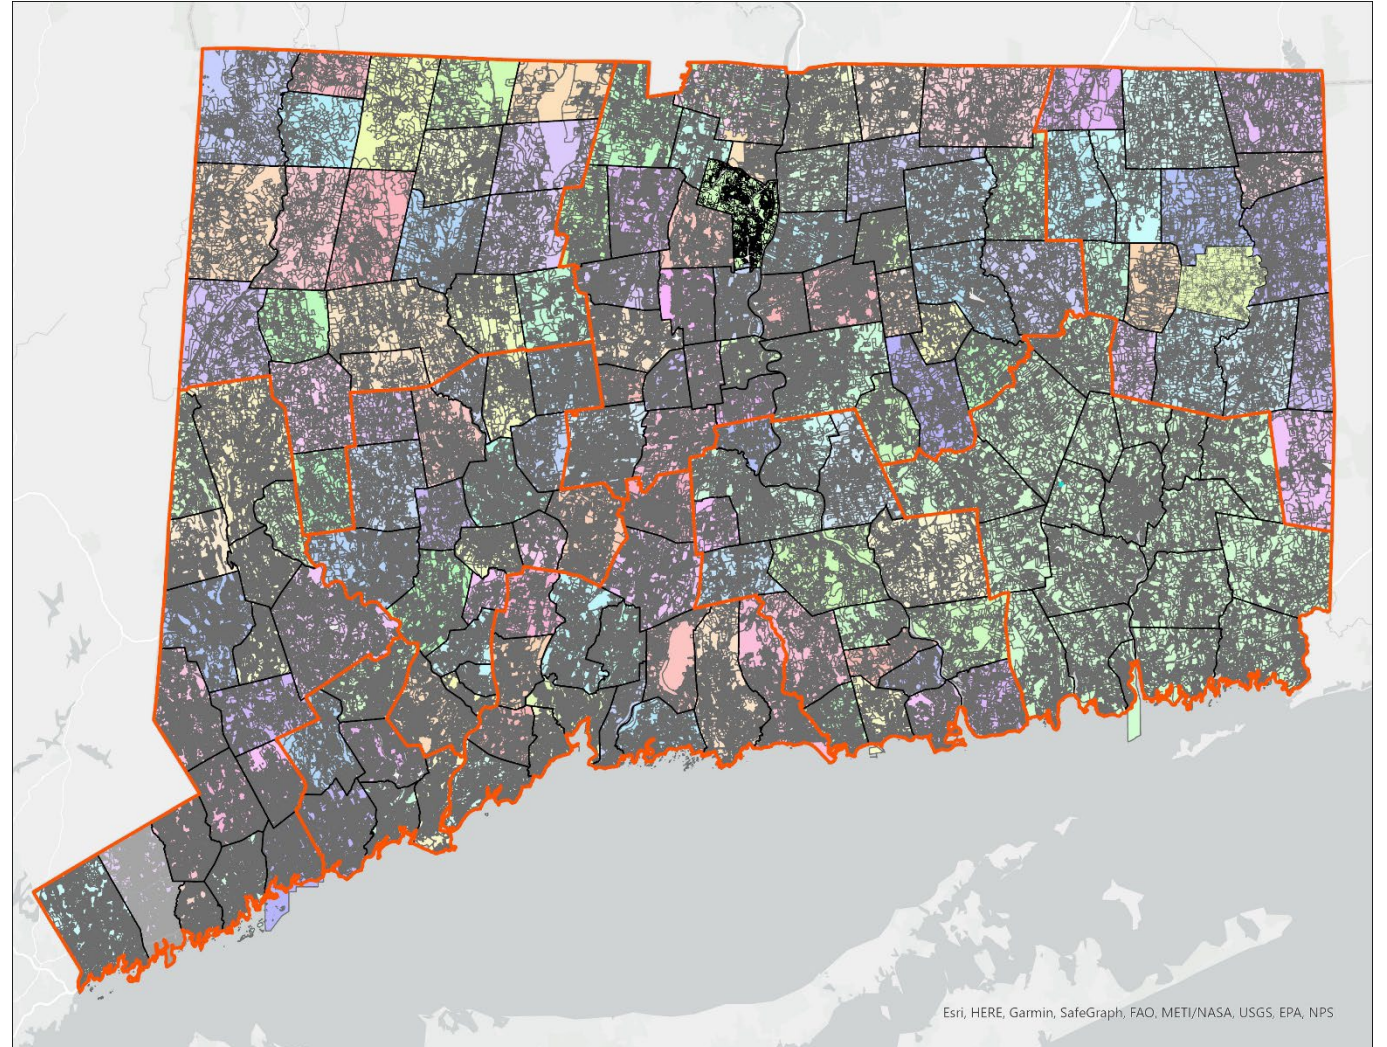 Esri, HERE, Garmin, SafeGraph, FAO, METI/NASA, USGS, EPA, NPS